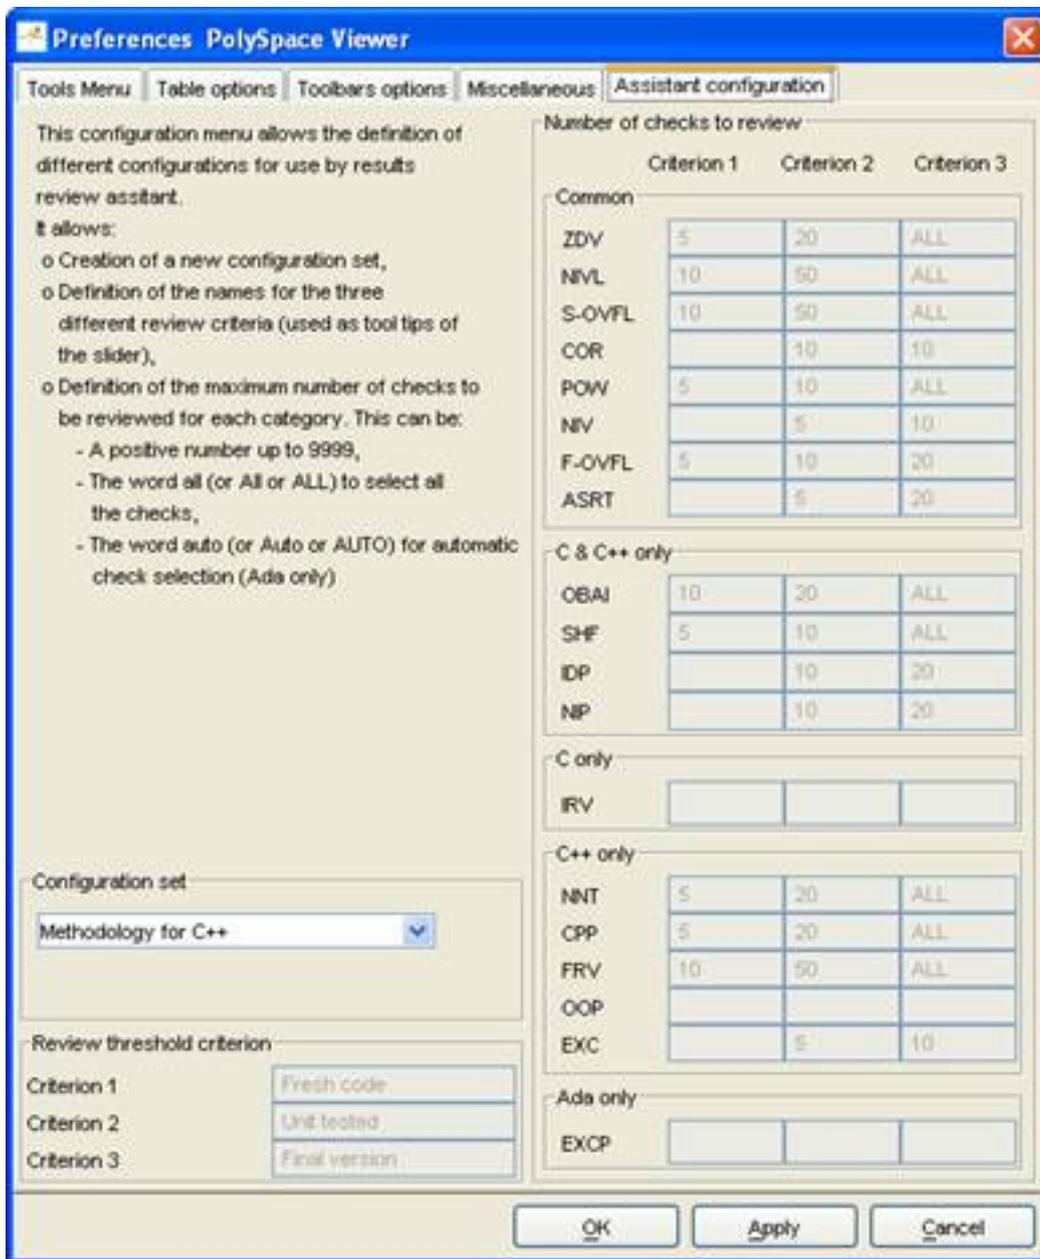 Preferences PolySpace Viewer
Tools Menu Table options Toolbars options Miscellaneous Assistant configuration
This configuration menu allows the definition of
different configurations for use by results
review assitant.
It allows:
o Creation of a new configuration set,
o Definition of the names for the three
different review criteria (used as tool tips of
the slider),
o Definition of the maximum number of checks to
be reviewed for each category. This can be:
- A positive number up to 9999,
- The word all (or All or ALL) to select all
the checks,
- The word auto (or Auto or AUTO) for automatic
check selection (Ada only)
Configuration set
Methodology for C++
Review threshold criterion
Criterion 1 Fresh code
Criterion 2 Unit tested
Criterion 3 Final version
Number of checks to review
Criterion 1 Criterion 2 Criterion 3
Common
ZDV 5 20 ALL
NIVL 10 50 ALL
S-OVFL 10 50 ALL
COR 10 10
POW 5 10 ALL
NIV 5 10
F-OVFL 5 10 20
ASRT 5 20
C & C++ only
OBAI 10 20 ALL
SHF 5 10 ALL
IDP 10 20
NIP 10 20
C only
IRV
C++ only
NNT 5 20 ALL
CPP 5 20 ALL
FRV 10 50 ALL
OOP
EXC 5 10
Ada only
EXCP
OK Apply Cancel